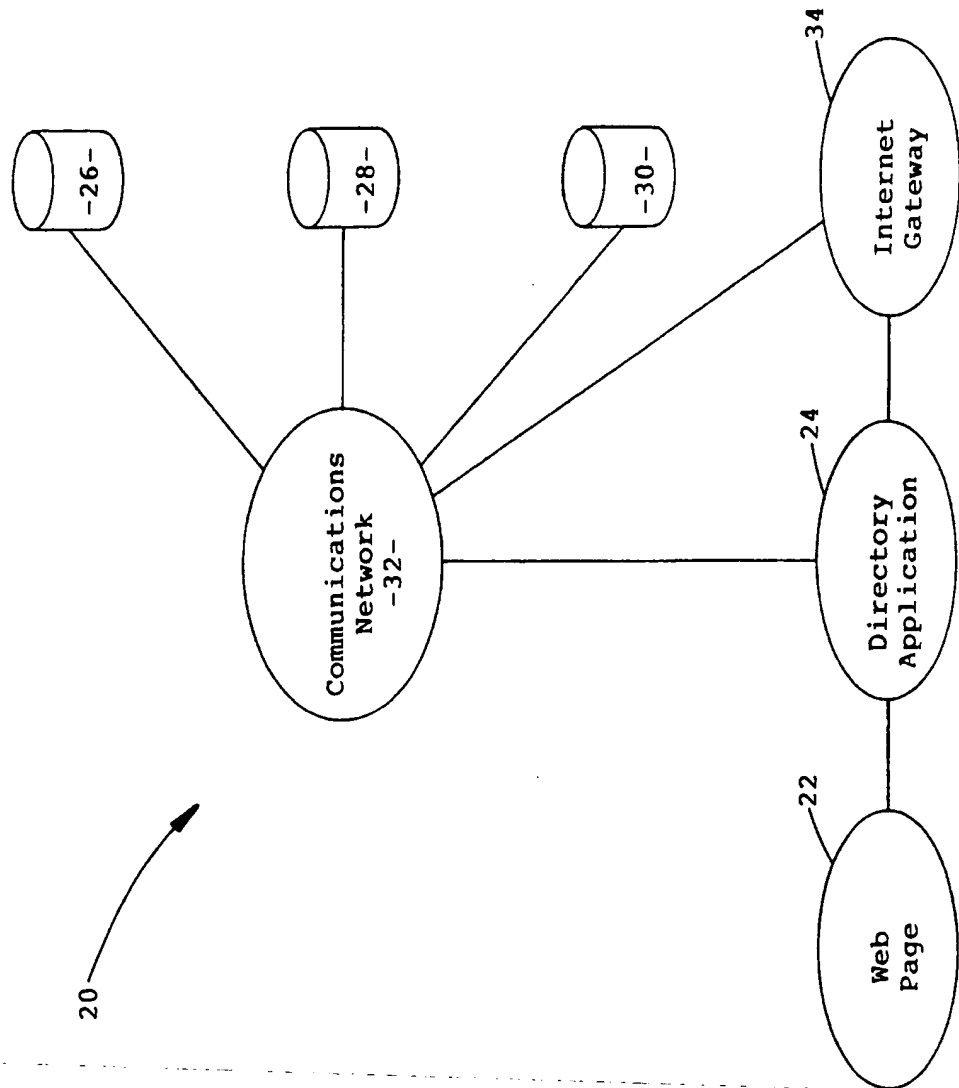 20
Communications
Network
-32-
-26-
-28-
-30-
22
Web
Page
24
Directory
Application
34
Internet
Gateway